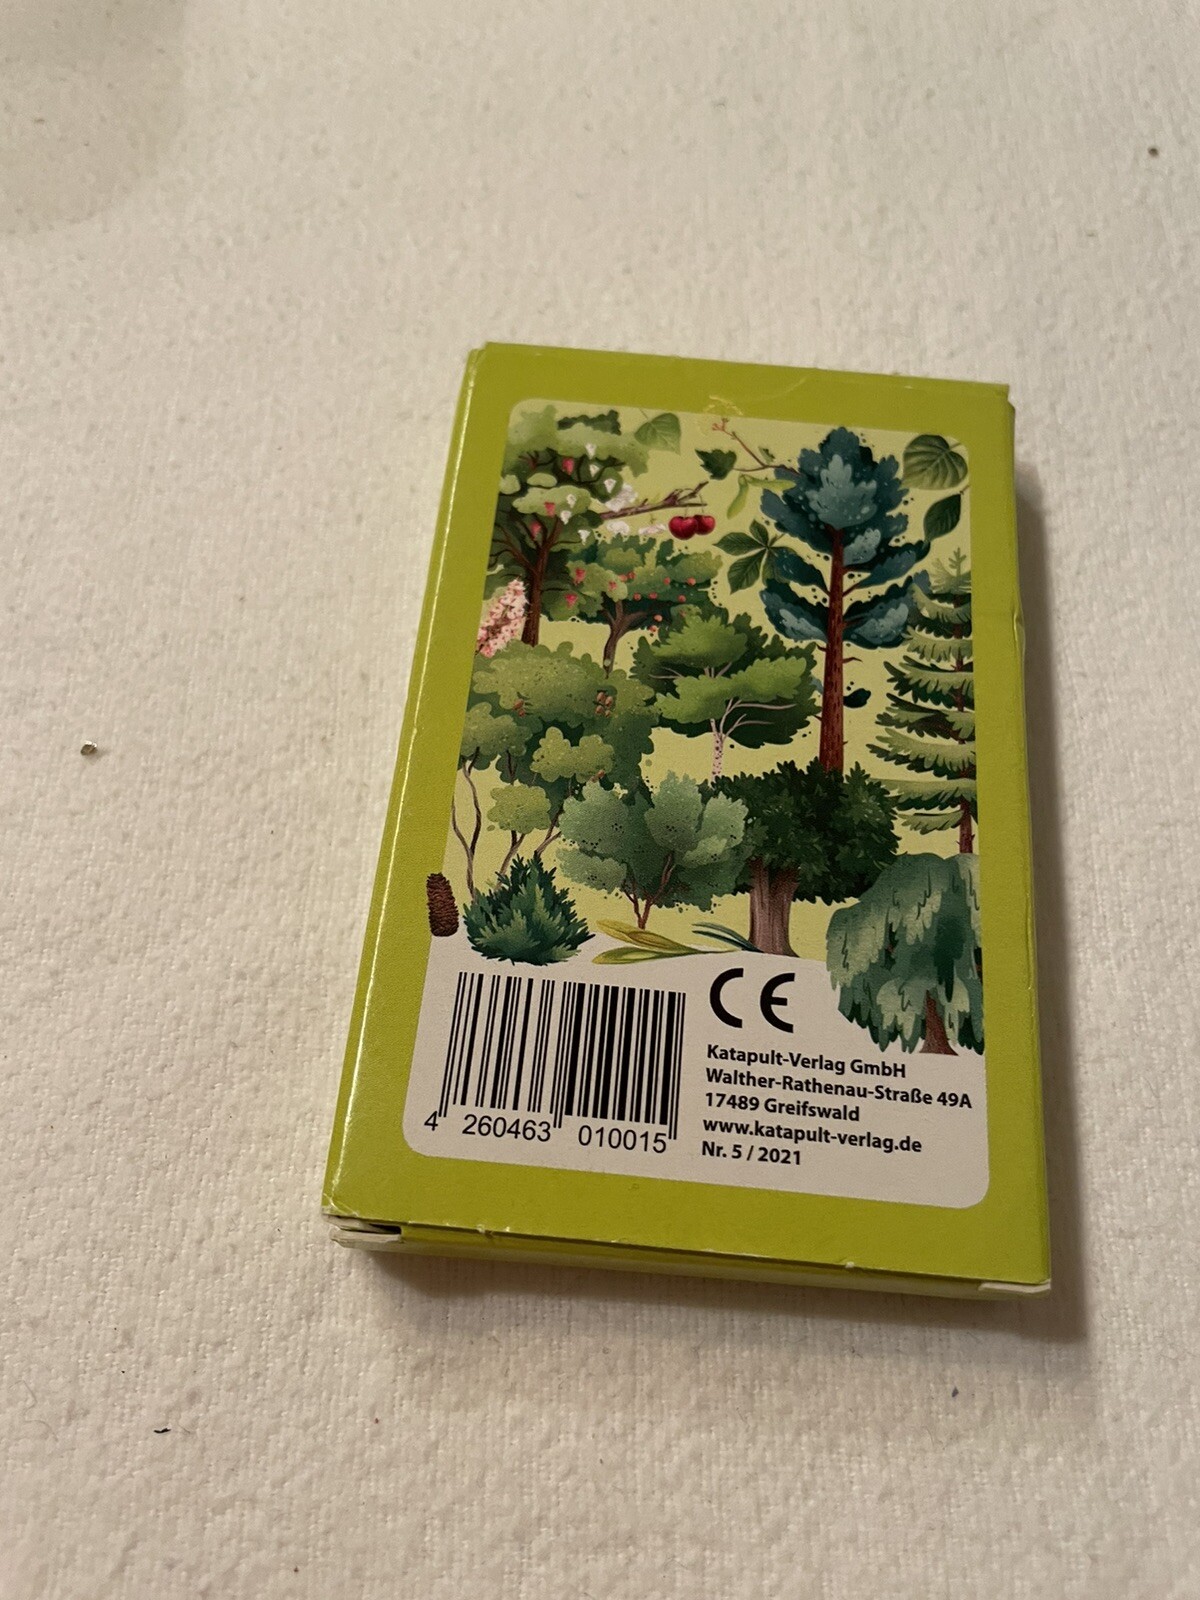 CE
Katapult-Verlag GmbH
Walther-Rathenau-Straße 49A
17489 Greifswald
www.katapult-verlag.de
Nr. 5 / 2021
4 260463 010015